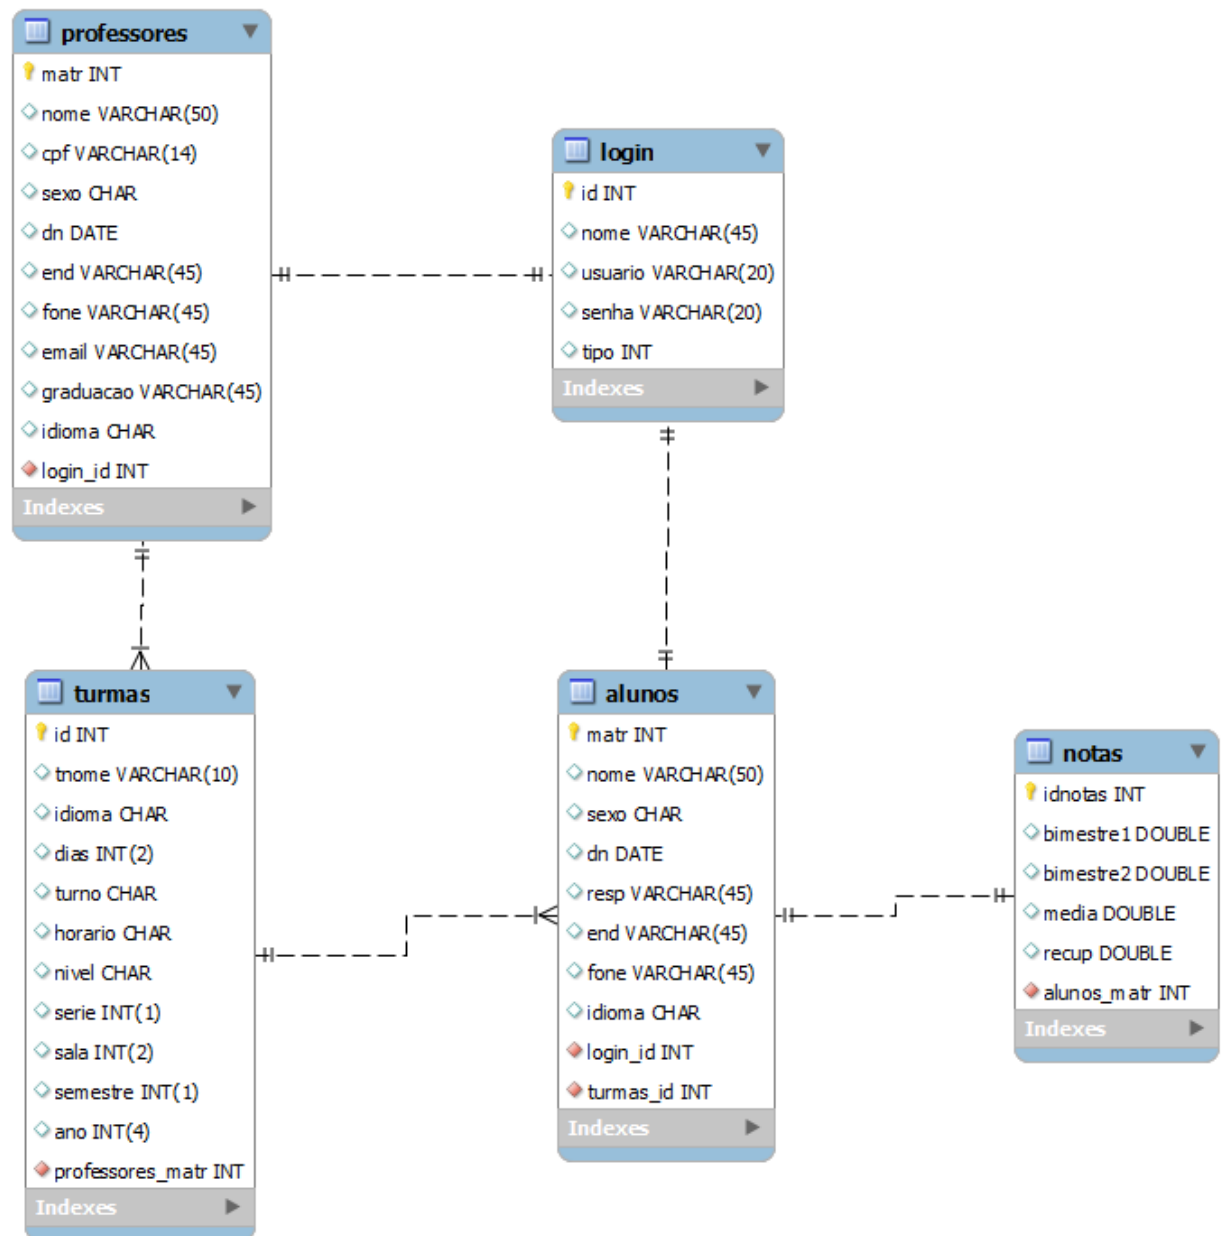 professores
matr INT
nome VARCHAR(50)
cpf VARCHAR(14)
sexo CHAR
dn DATE
end VARCHAR(45)
fone VARCHAR(45)
email VARCHAR(45)
graduacao VARCHAR(45)
idioma CHAR
login_id INT
Indexes
login
id INT
nome VARCHAR(45)
usuario VARCHAR(20)
senha VARCHAR(20)
tipo INT
Indexes
turmas
id INT
tnome VARCHAR(10)
idioma CHAR
dias INT(2)
turno CHAR
horario CHAR
nivel CHAR
serie INT(1)
sala INT(2)
semestre INT(1)
ano INT(4)
professores_matr INT
Indexes
alunos
matr INT
nome VARCHAR(50)
sexo CHAR
dn DATE
resp VARCHAR(45)
end VARCHAR(45)
fone VARCHAR(45)
idioma CHAR
login_id INT
turmas_id INT
Indexes
notas
idnotas INT
bimestre1 DOUBLE
bimestre2 DOUBLE
media DOUBLE
recup DOUBLE
alunos_matr INT
Indexes